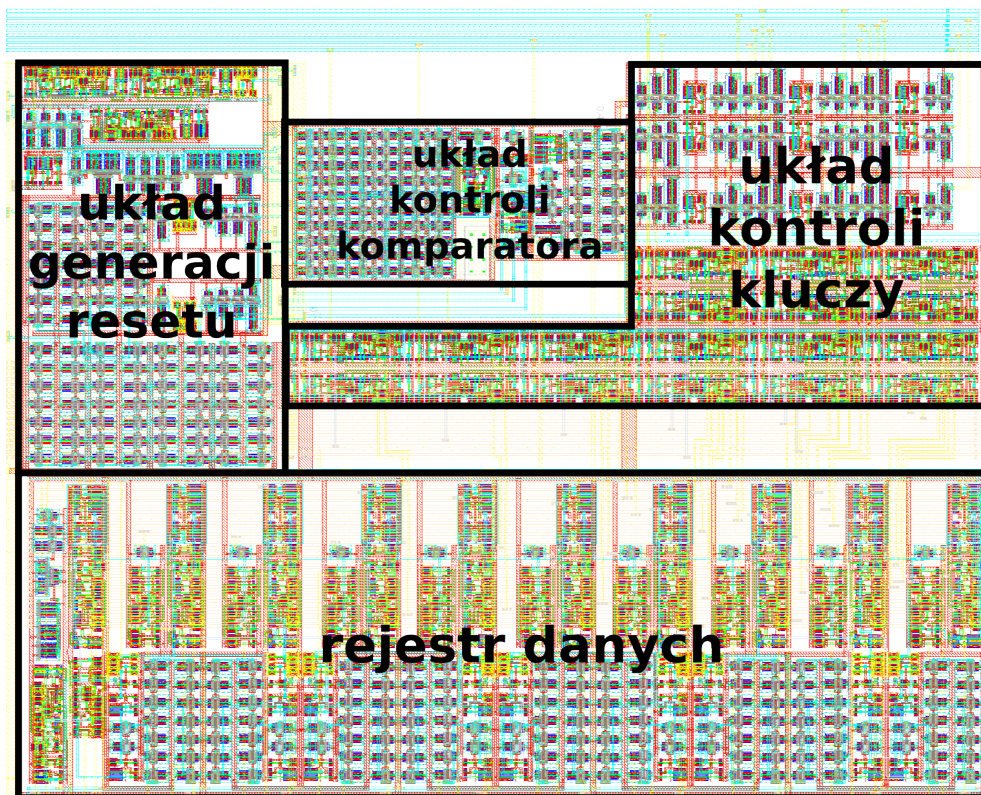 układ
generacji
resetu
układ
kontroli
komparatora
układ
kontroli
kluczy
rejestr danych